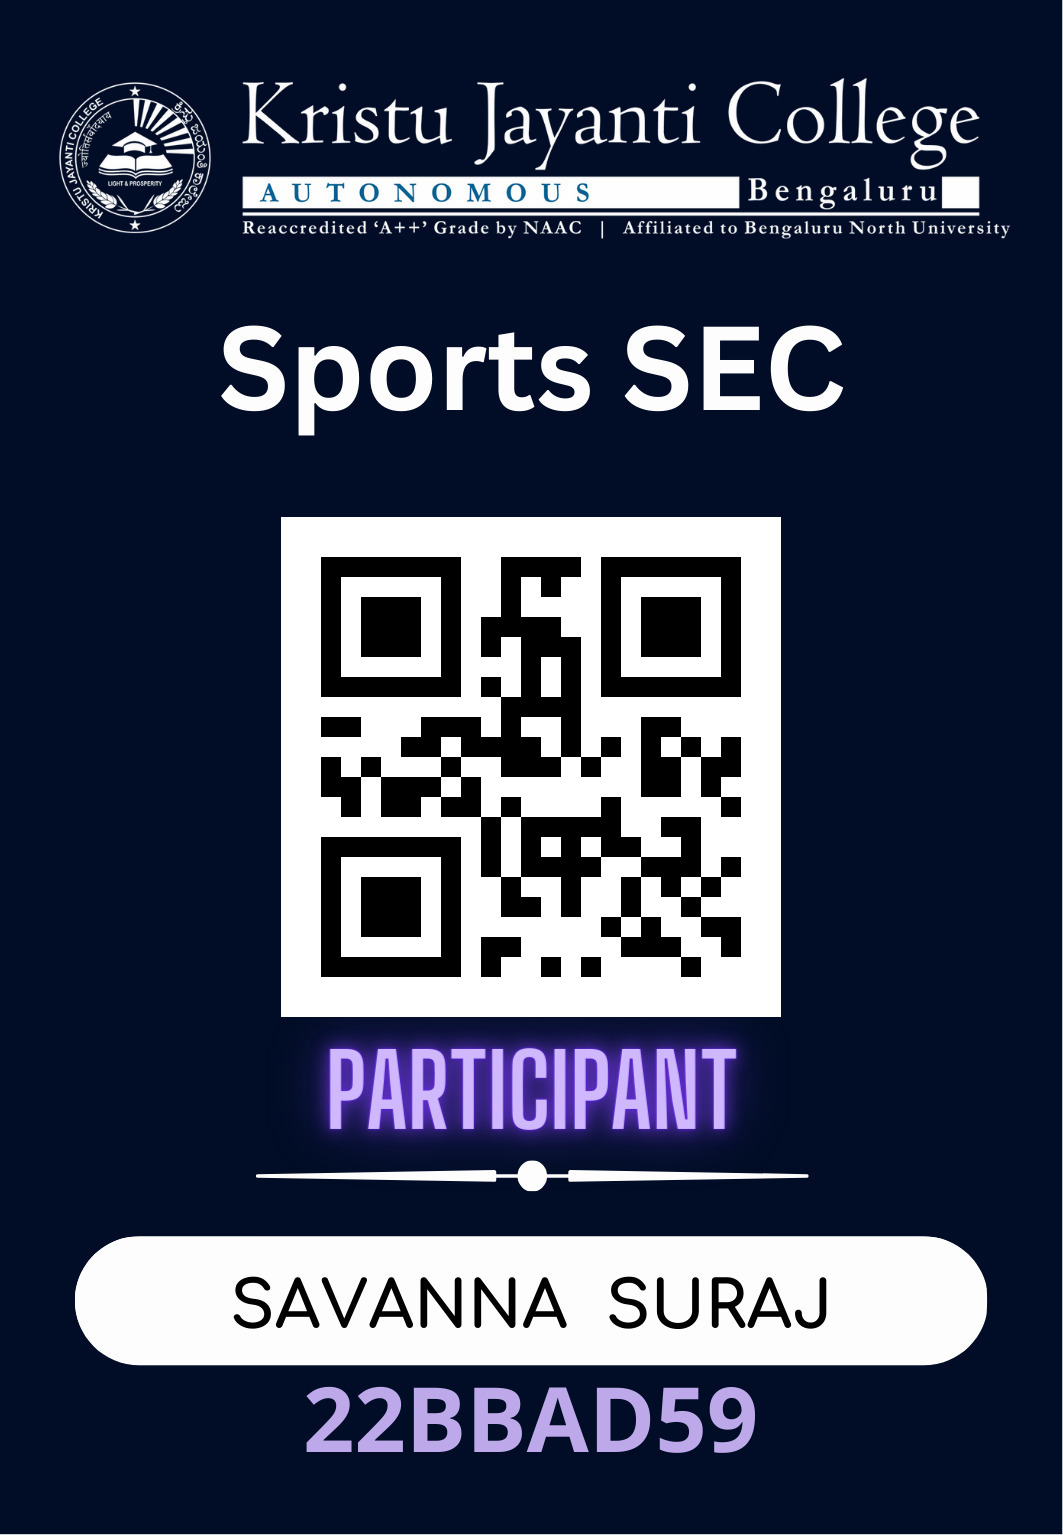 KRISTU JAYANTI COLLEGE
LIGHT & PROSPERITY
Kristu Jayanti College
AUTONOMOUS Bengaluru
Reaccredited ‘A++’ Grade by NAAC | Affiliated to Bengaluru North University
Sports SEC
PARTICIPANT
SAVANNA SURAJ
22BBAD59